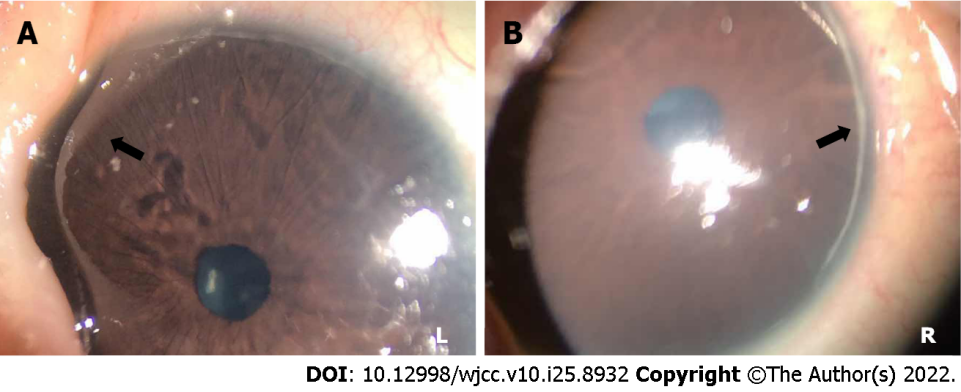 A
B
L
R
DOI: 10.12998/wjcc.v10.i25.8932 Copyright ©The Author(s) 2022.